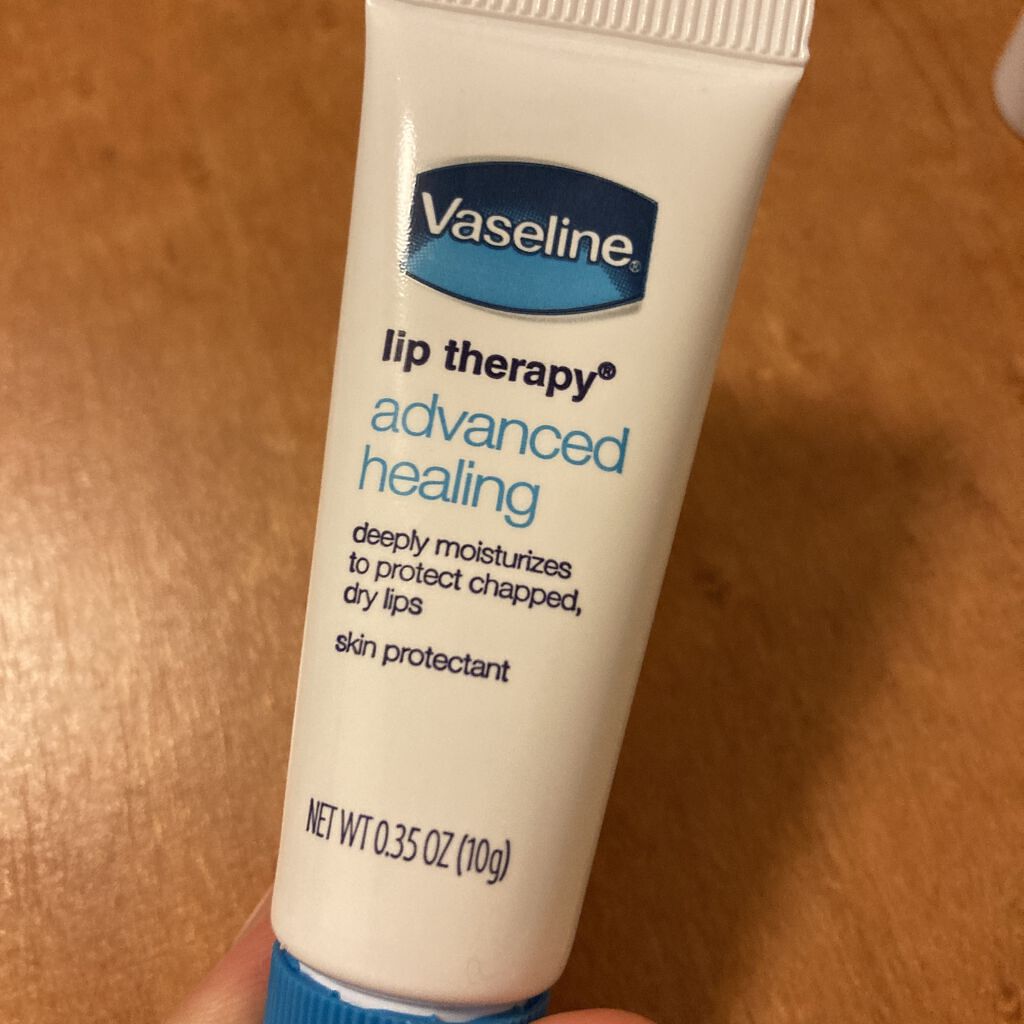 Vaseline®
lip therapy®
advanced
healing
deeply moisturizes
to protect chapped,
dry lips
skin protectant
NET WT 0.35 OZ (10g)